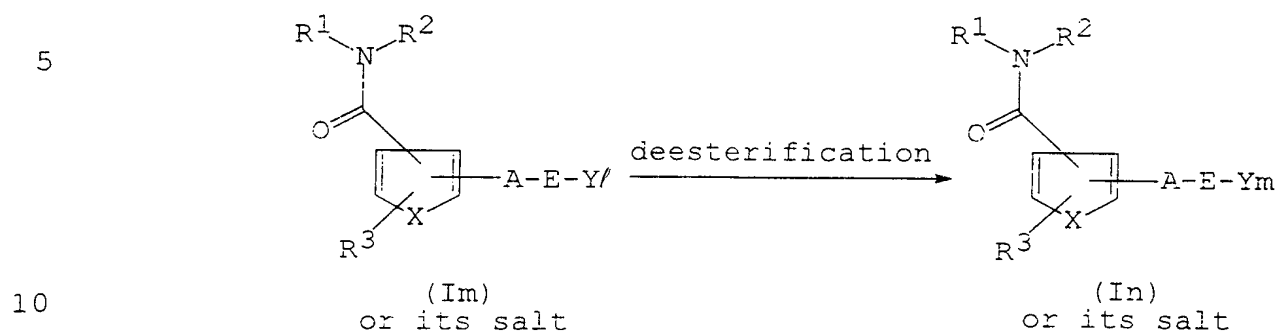 R1 N R2
5
O
deesterification
A-E-Yℓ
X
R3
(Im)
or its salt
R1 N R2
O
A-E-Ym
X
R3
(In)
or its salt
10